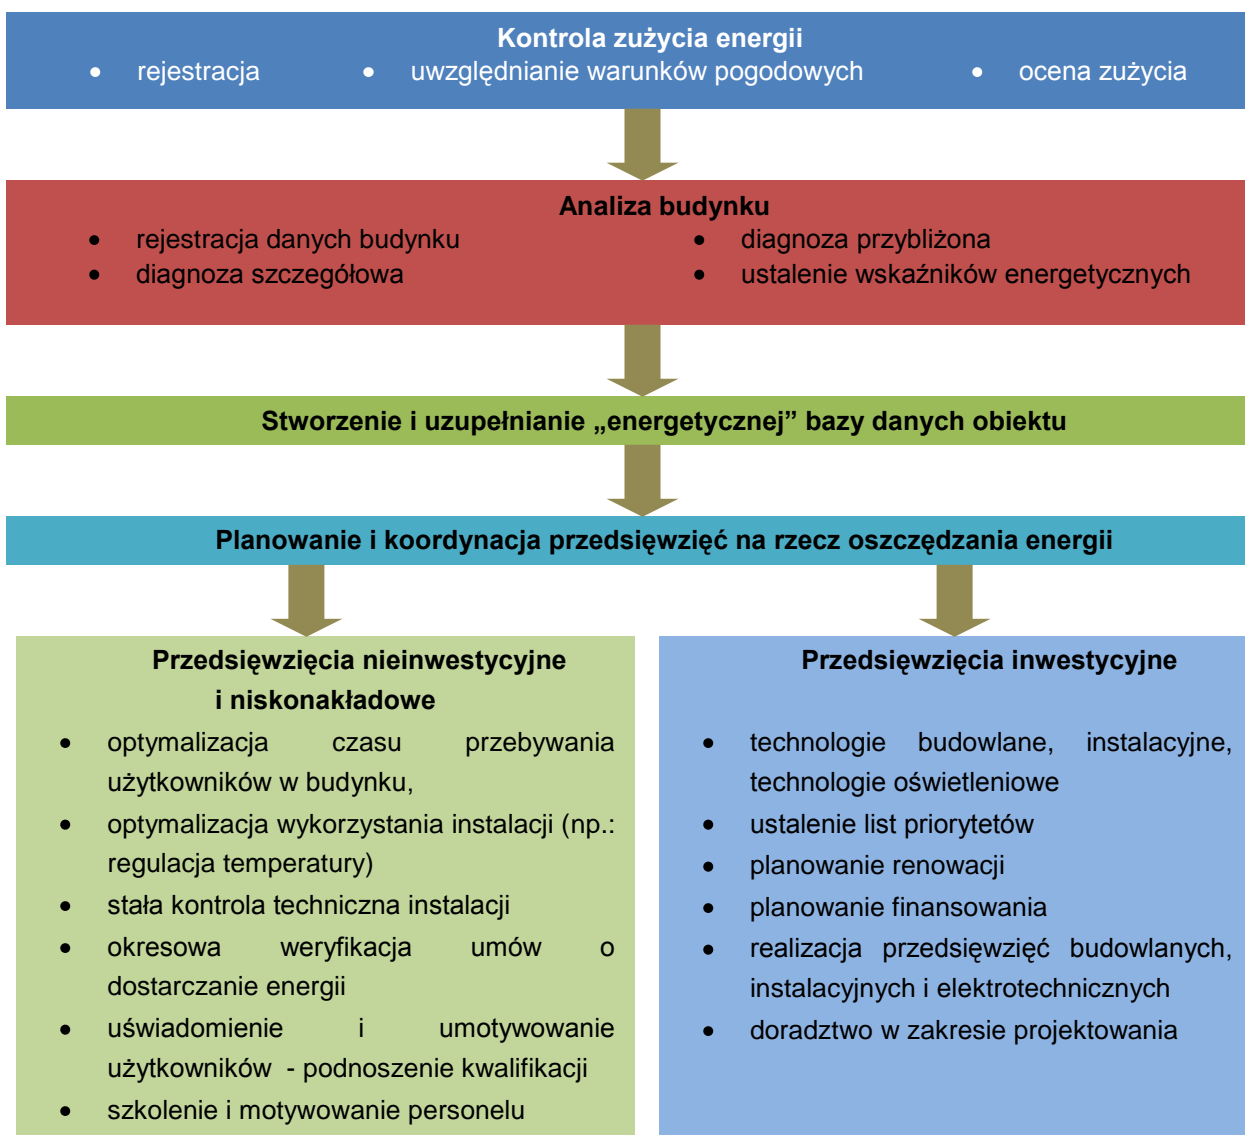 Kontrola zużycia energii
• rejestracja • uwzględnianie warunków pogodowych • ocena zużycia
Analiza budynku
• rejestracja danych budynku • diagnoza przybliżona
• diagnoza szczegółowa • ustalenie wskaźników energetycznych
Stworzenie i uzupełnianie „energetycznej” bazy danych obiektu
Planowanie i koordynacja przedsięwzięć na rzecz oszczędzania energii
Przedsięwzięcia nieinwestycyjne
i niskonakładowe
• optymalizacja czasu przebywania
użytkowników w budynku,
• optymalizacja wykorzystania instalacji (np.:
regulacja temperatury)
• stała kontrola techniczna instalacji
• okresowa weryfikacja umów o
dostarczanie energii
• uświadomienie i umotywowanie
użytkowników - podnoszenie kwalifikacji
• szkolenie i motywowanie personelu
Przedsięwzięcia inwestycyjne
• technologie budowlane, instalacyjne,
technologie oświetleniowe
• ustalenie list priorytetów
• planowanie renowacji
• planowanie finansowania
• realizacja przedsięwzięć budowlanych,
instalacyjnych i elektrotechnicznych
• doradztwo w zakresie projektowania